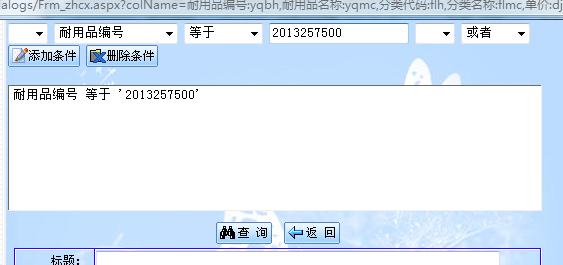 alogs/Frm_zhcx.aspx?colName=耐用品编号:yqbh,耐用品名称:yqmc,分类代码:flh,分类名称:flmc,单价:dj
耐用品编号 等于 2013257500 或者
添加条件 删除条件
耐用品编号 等于 '2013257500'
查 询 返 回
标题：